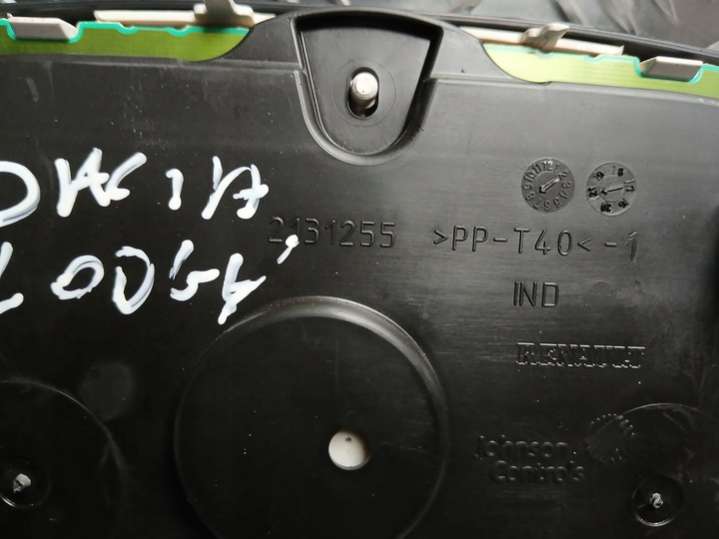 DACIA
LODGY
2131255 >PP-T40< -1
IND
RENAULT
Johnson
Controls